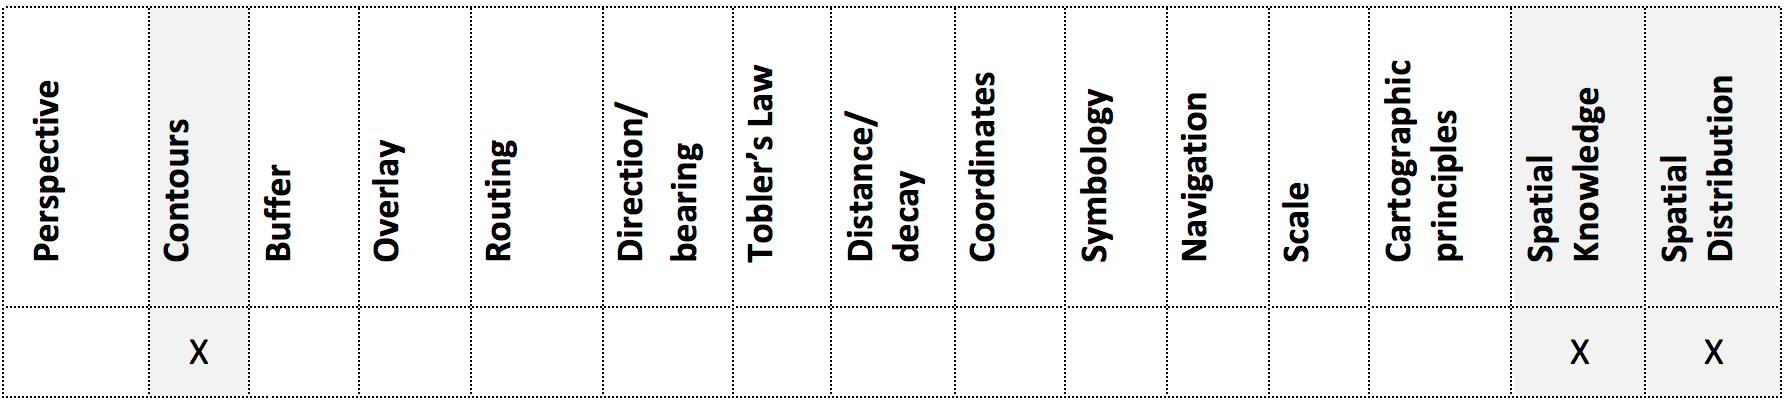 Perspective
Contours
Buffer
Overlay
Routing
Direction/
bearing
Tobler’s Law
Distance/
decay
Coordinates
Symbology
Navigation
Scale
Cartographic
principles
Spatial
Knowledge
Spatial
Distribution
X
X
X